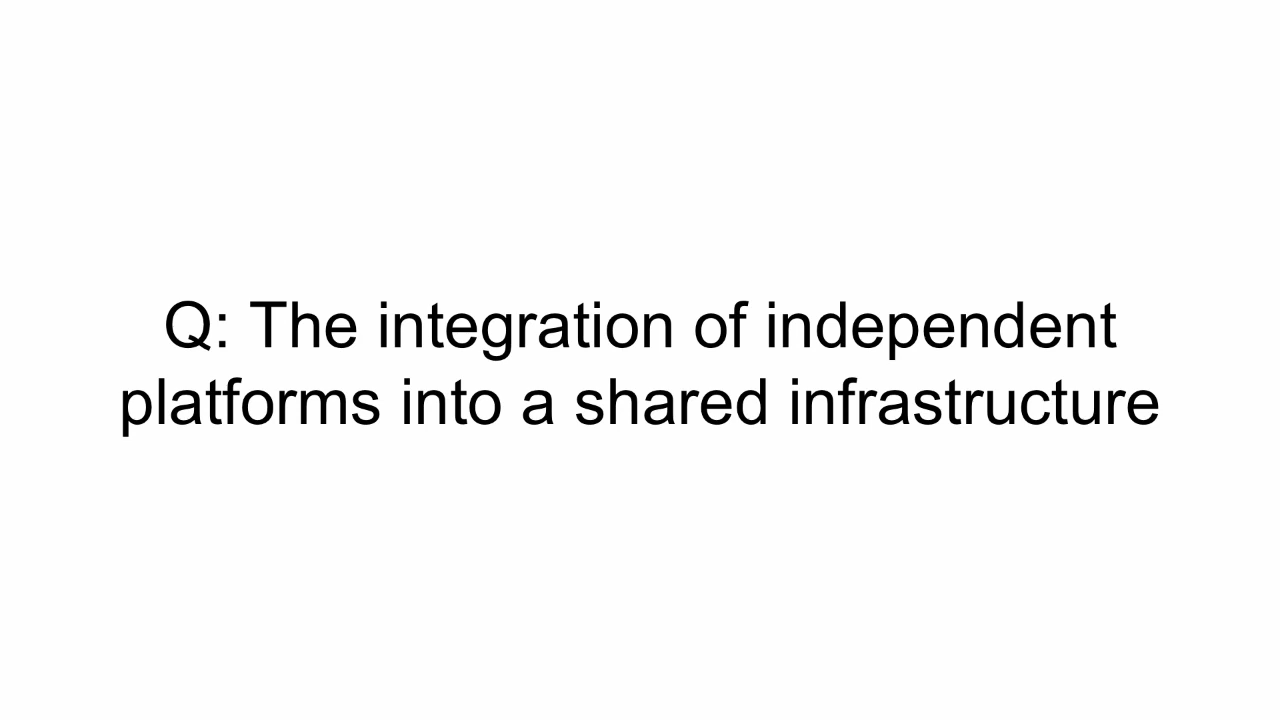 Q: The integration of independent
platforms into a shared infrastructure